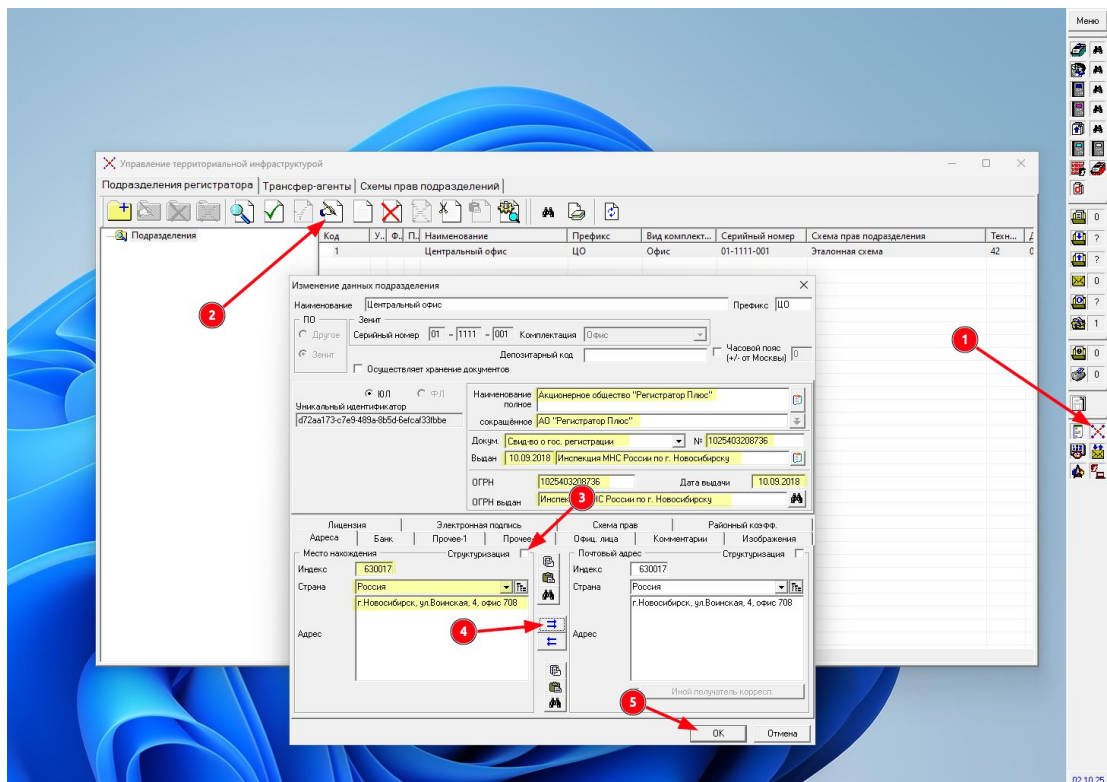 Меню
Управление территориальной инфраструктурой
Подразделения регистратора Трансфер-агенты Схемы прав подразделений
Подразделения
Код У.. Ф.. П.. Наименование Префикс Вид комплект... Серийный номер Схема прав подразделения Техн...
1 Центральный офис ЦО Офис 01-1111-001 Эталонная схема 42
Изменение данных подразделения
Наименование Центральный офис Префикс ЦО
ПО Зенит
Другое Серийный номер 01 - 1111 - 001 Комплектация Офис
Зенит Депозитарный код Часовой пояс (+/- от Москвы) 0
Осуществляет хранение документов
ЮЛ ФЛ
Уникальный идентификатор
d72aa173-c7e9-489a-8b5d-6efcaf33fbbe
Наименование полное Акционерное общество "Регистратор Плюс"
сокращённое АО "Регистратор Плюс"
Докум. Свид-во о гос. регистрации № 1025403208736
Выдан 10.09.2018 Инспекция МНС России по г. Новосибирску
ОГРН 1025403208736 Дата выдачи 10.09.2018
ОГРН выдан Инспек МНС России по г. Новосибирску
Лицензия Электронная подпись Схема прав Районный коэфф.
Адреса Банк Прочее-1 Прочее Офиц. лица Комментарии Изображения
Место нахождения Структуризация
Индекс 630017
Страна Россия
Адрес г.Новосибирск, ул.Воинская, 4, офис 708
Почтовый адрес Структуризация
Индекс 630017
Страна Россия
Адрес г.Новосибирск, ул.Воинская, 4, офис 708
Иной получатель корресп.
OK Отмена
1
2
3
4
5
0
?
?
0
?
1
0
0
02.10.25